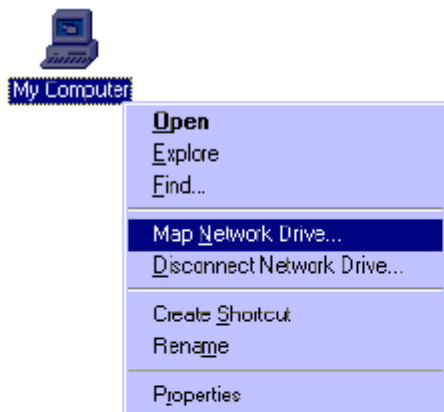 My Computer
Open
Explore
Find...
Map Network Drive...
Disconnect Network Drive...
Create Shortcut
Rename
Properties